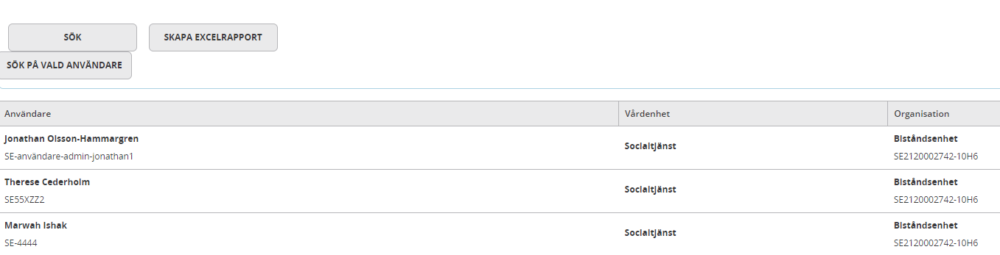 SÖK SKAPA EXCELRAPPORT
SÖK PÅ VALD ANVÄNDARE
Användare Vårdenhet Organisation
Jonathan Olsson-Hammargren Socialtjänst Biståndsenhet
SE-användare-admin-jonathan1 SE2120002742-10H6
Therese Cederholm Socialtjänst Biståndsenhet
SE55XZZ2 SE2120002742-10H6
Marwah Ishak Socialtjänst Biståndsenhet
SE-4444 SE2120002742-10H6